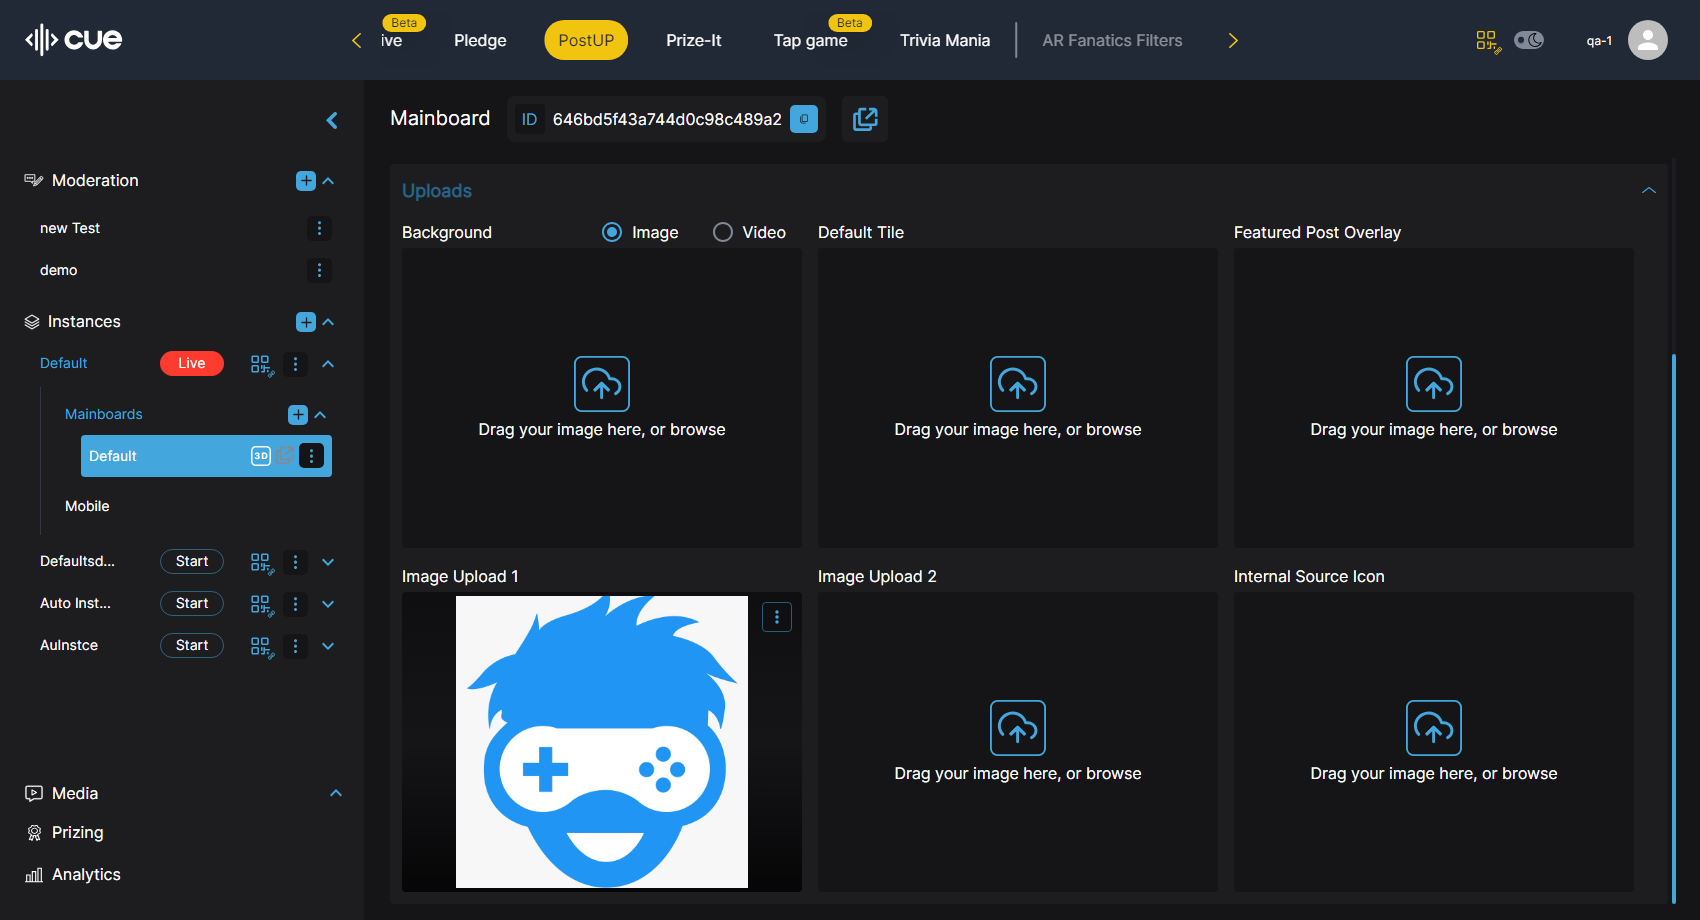 cue
ive
Beta
Pledge
PostUP
Prize-It
Tap game
Beta
Trivia Mania
AR Fanatics Filters
qa-1
Mainboard
ID
646bd5f43a744d0c98c489a2
Moderation
new Test
demo
Instances
Default
Live
Mainboards
Default
3D
Mobile
Defaultsd...
Start
Auto Inst...
Start
AuInstce
Start
Media
Prizing
Analytics
Uploads
Background
Image
Video
Default Tile
Featured Post Overlay
Drag your image here, or browse
Drag your image here, or browse
Drag your image here, or browse
Image Upload 1
Image Upload 2
Internal Source Icon
Drag your image here, or browse
Drag your image here, or browse